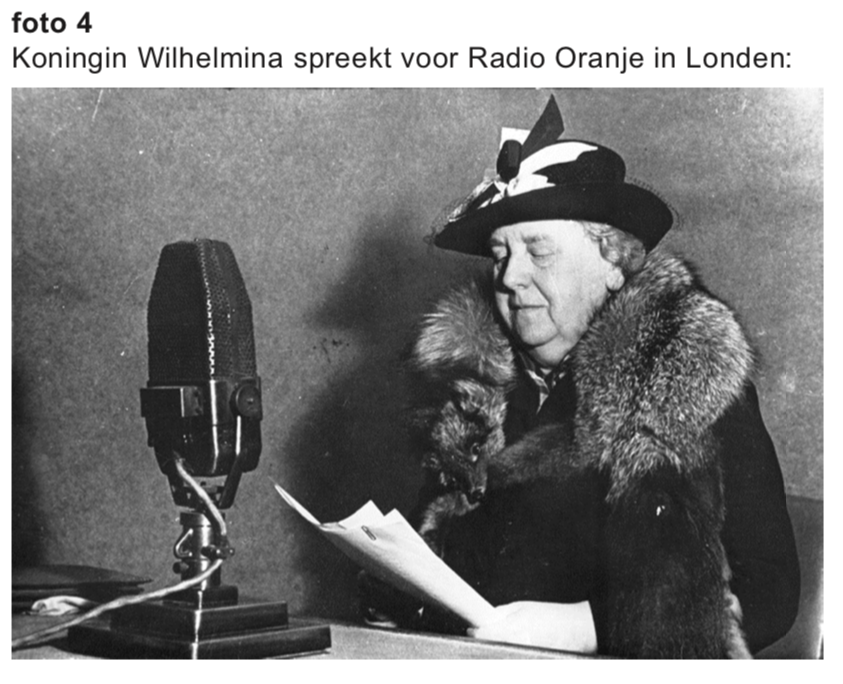 foto 4
Koningin Wilhelmina spreekt voor Radio Oranje in Londen: